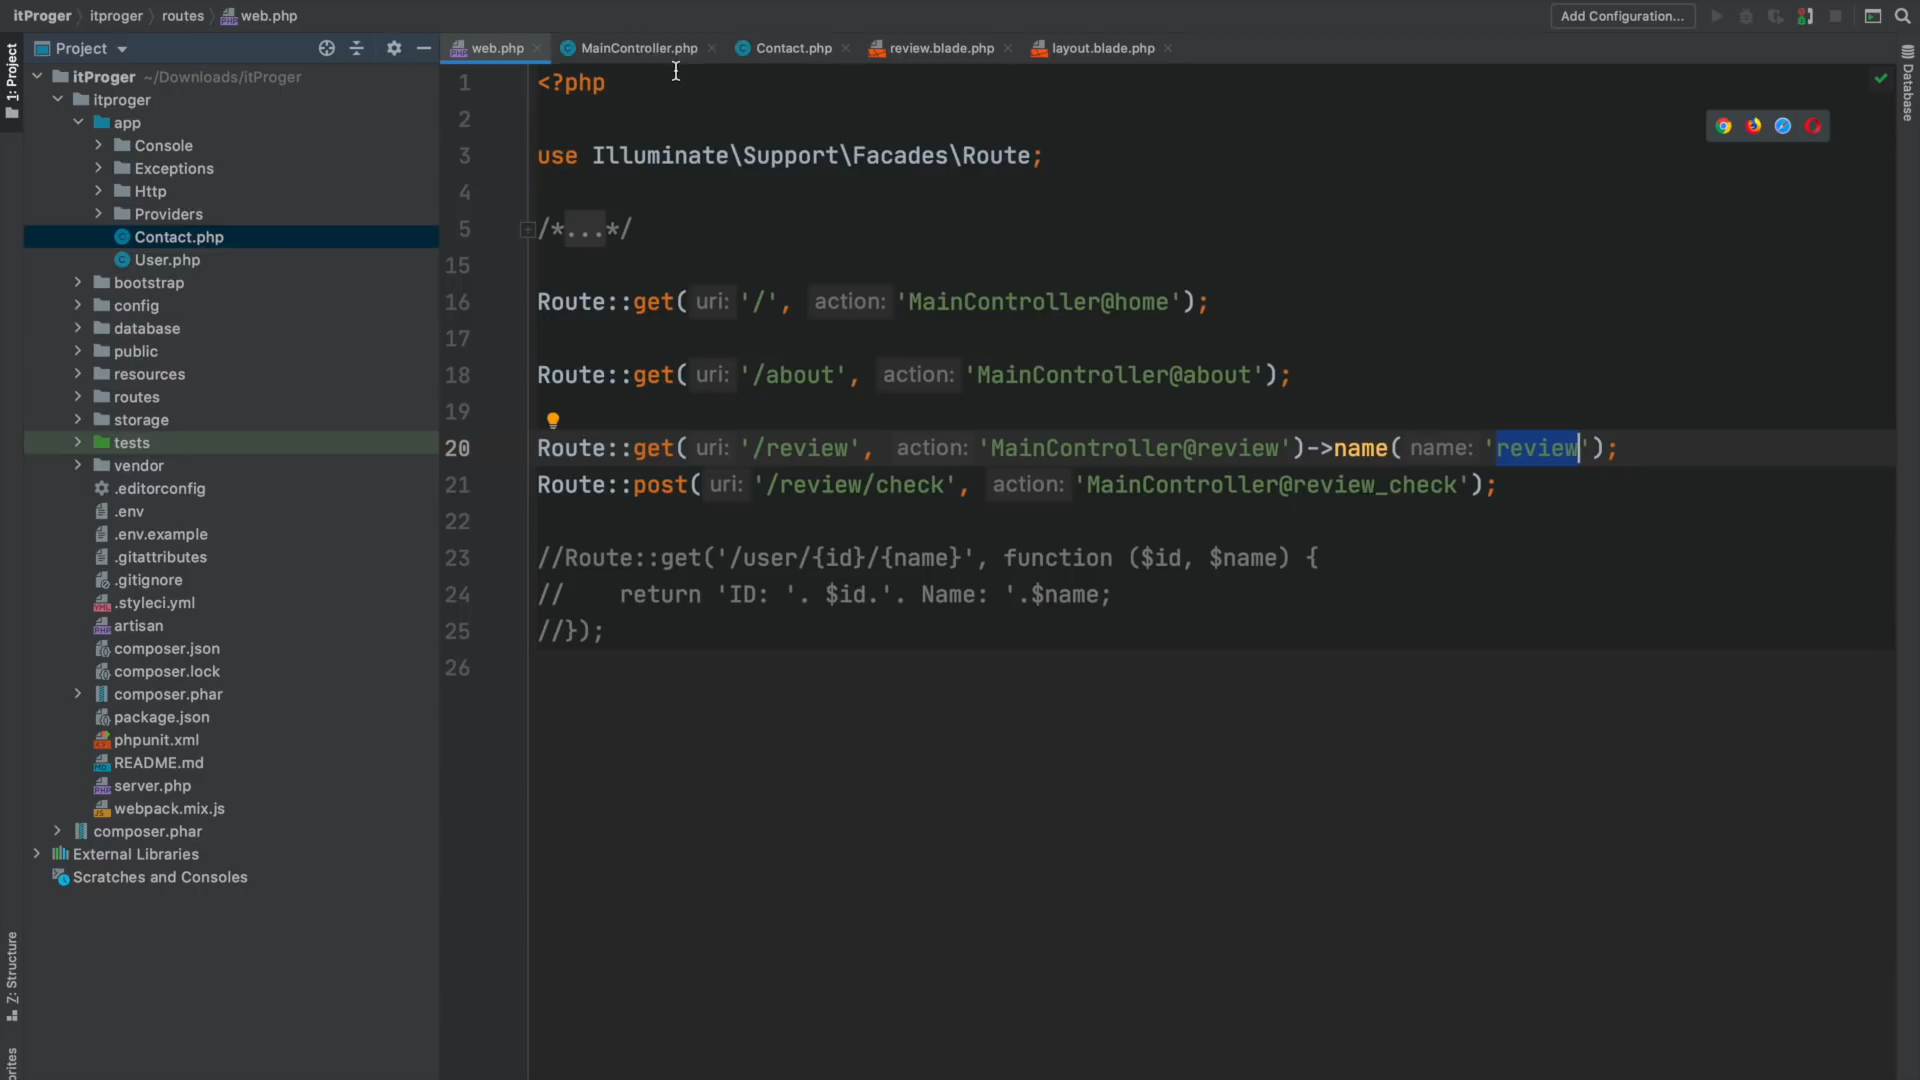 itProger itproger routes web.php Add Configuration...
Project
web.php MainController.php Contact.php review.blade.php layout.blade.php
1: Project
Z: Structure
Database
itProger ~/Downloads/itProger
itproger
app
Console
Exceptions
Http
Providers
Contact.php
User.php
bootstrap
config
database
public
resources
routes
storage
tests
vendor
.editorconfig
.env
.env.example
.gitattributes
.gitignore
.styleci.yml
artisan
composer.json
composer.lock
composer.phar
package.json
phpunit.xml
README.md
server.php
webpack.mix.js
composer.phar
External Libraries
Scratches and Consoles
1 <?php
2
3 use Illuminate\Support\Facades\Route;
4
5 /*...*/
15
16 Route::get( uri: '/', action: 'MainController@home');
17
18 Route::get( uri: '/about', action: 'MainController@about');
19
20 Route::get( uri: '/review', action: 'MainController@review')->name( name: 'review');
21 Route::post( uri: '/review/check', action: 'MainController@review_check');
22
23 //Route::get('/user/{id}/{name}', function ($id, $name) {
24 //    return 'ID: '. $id.'. Name: '.$name;
25 //});
26